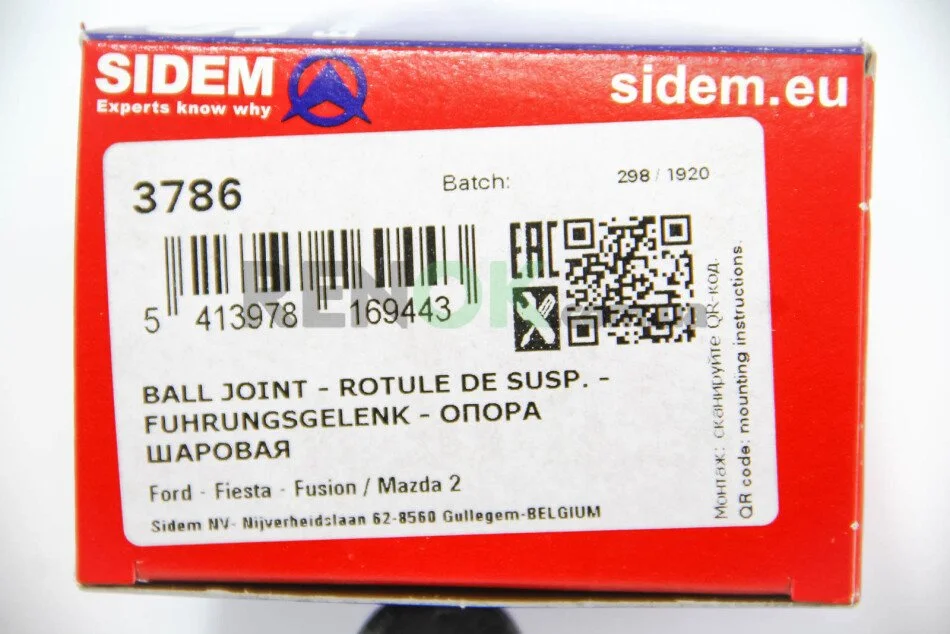 SIDEM
Experts know why
sidem.eu
3786
Batch: 298 / 1920
EAC
5 413978 169443
BALL JOINT - ROTULE DE SUSP. -
FUHRUNGSGELENK - ОПОРА
ШАРОВАЯ
Ford - Fiesta - Fusion / Mazda 2
Sidem NV- Nijverheidslaan 62-8560 Gullegem-BELGIUM
Монтаж: сканируйте QR-код.
QR code: mounting instructions.
RENOK